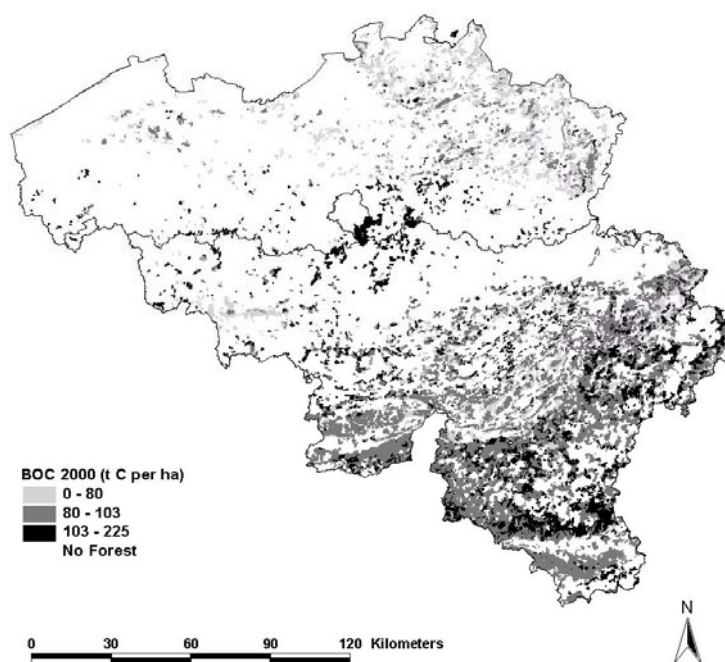 BOC 2000 (t C per ha)
0 - 80
80 - 103
103 - 225
No Forest
N
0 30 60 90 120 Kilometers